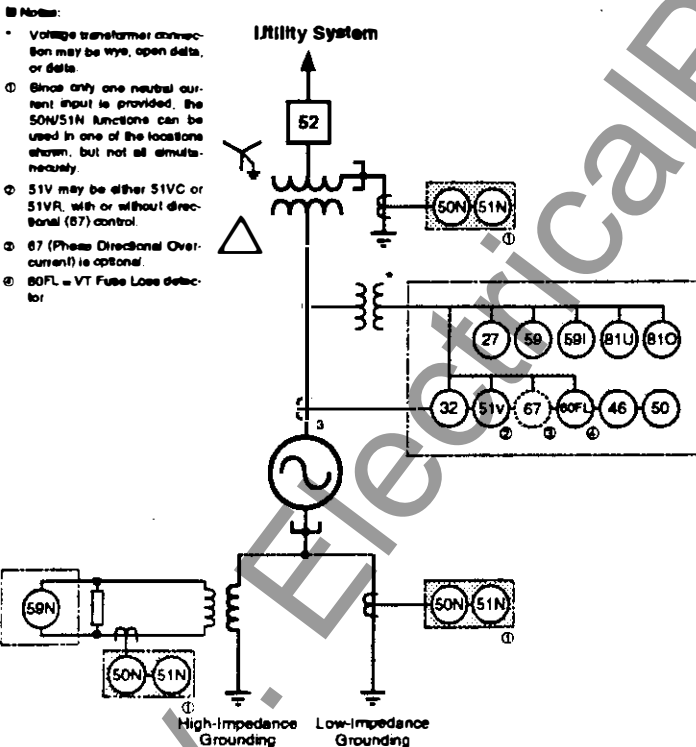 Notes:
* Voltage transformer connec-
tion may be wye, open delta,
or delta.
① Since only one neutral cur-
rent input is provided, the
50N/51N functions can be
used in one of the locations
shown, but not all simulta-
neously.
② 51V may be either 51VC or
51VR, with or without direc-
tional (67) control.
③ 67 (Phase Directional Over-
current) is optional.
④ 60FL = VT Fuse Loss detec-
tor
Utility System
52
50N 51N
①
*
27 59 59I 81U 81O
32 51V 67 60FL 46 50
② ③ ④
3
59N
50N 51N
①
50N 51N
①
High-Impedance
Grounding
Low-Impedance
Grounding
Electrical